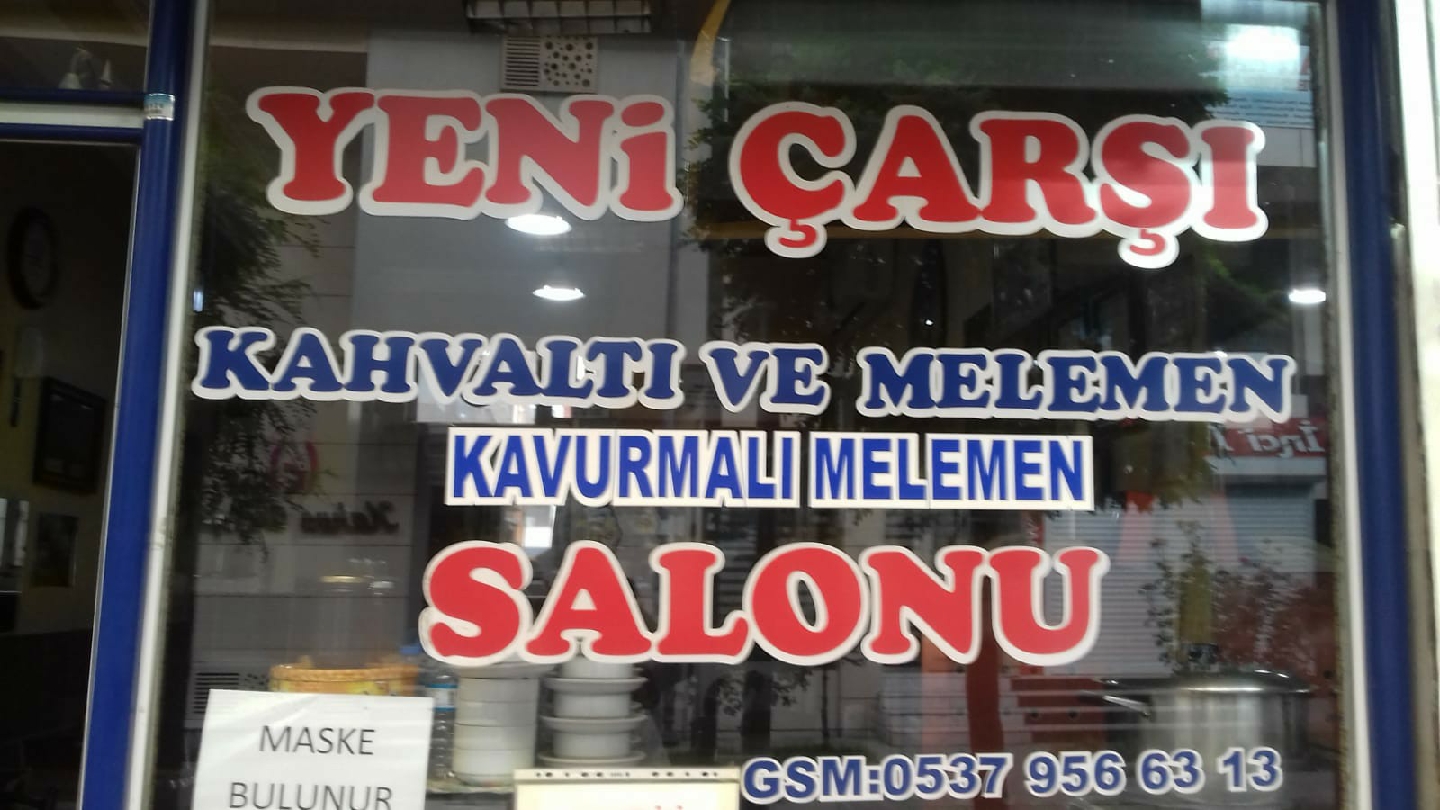 YENİ ÇARŞI
KAHVALTI VE MELEMEN
KAVURMALI MELEMEN
SALONU
MASKE
BULUNUR
GSM:0537 956 63 13